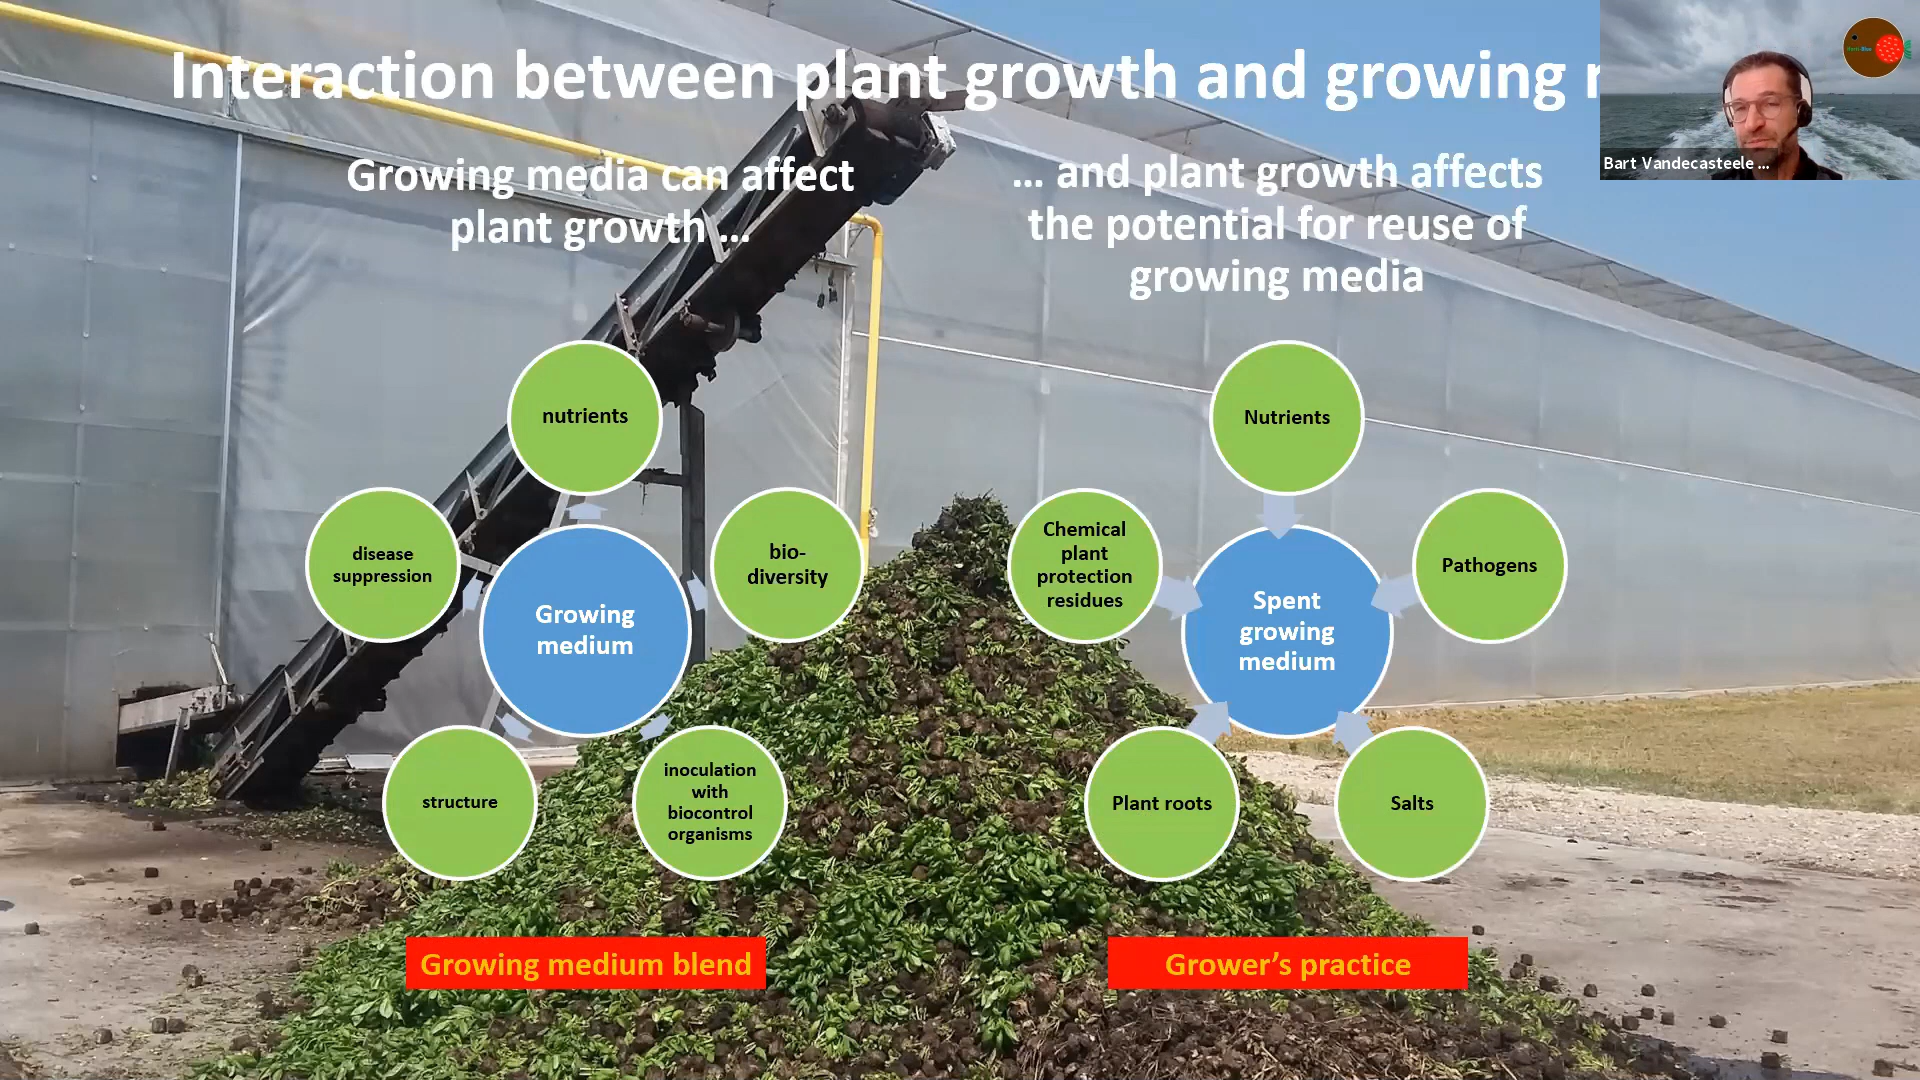 Interaction between plant growth and growing
Growing media can affect
plant growth ...
... and plant growth affects
the potential for reuse of
growing media
nutrients
disease
suppression
bio-
diversity
Growing
medium
structure
inoculation
with
biocontrol
organisms
Nutrients
Chemical
plant
protection
residues
Pathogens
Spent
growing
medium
Plant roots
Salts
Growing medium blend
Grower’s practice
Bart Vandecasteele ...